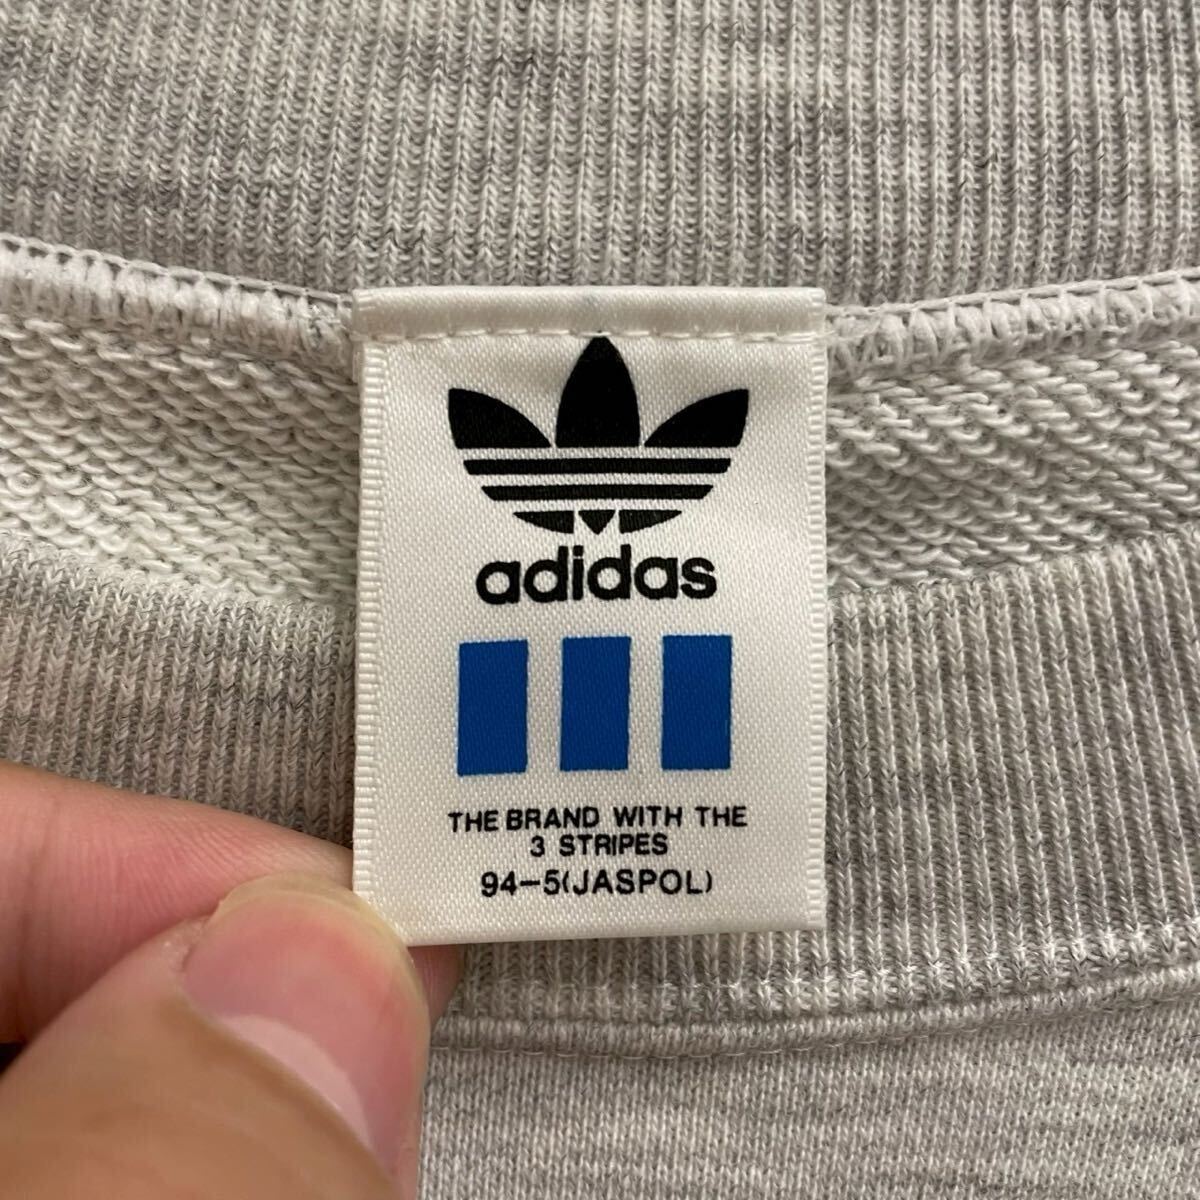 adidas
THE BRAND WITH THE
3 STRIPES
94-5(JASPOL)